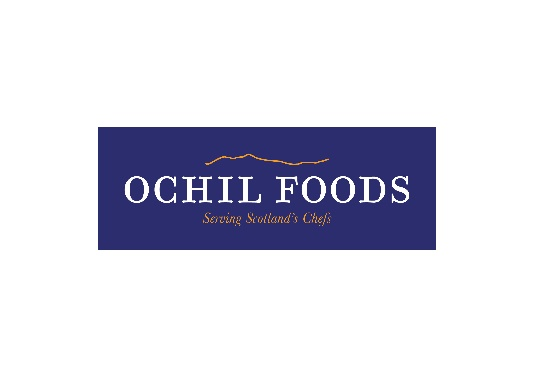 OCHIL FOODS
Serving Scotland's Chefs